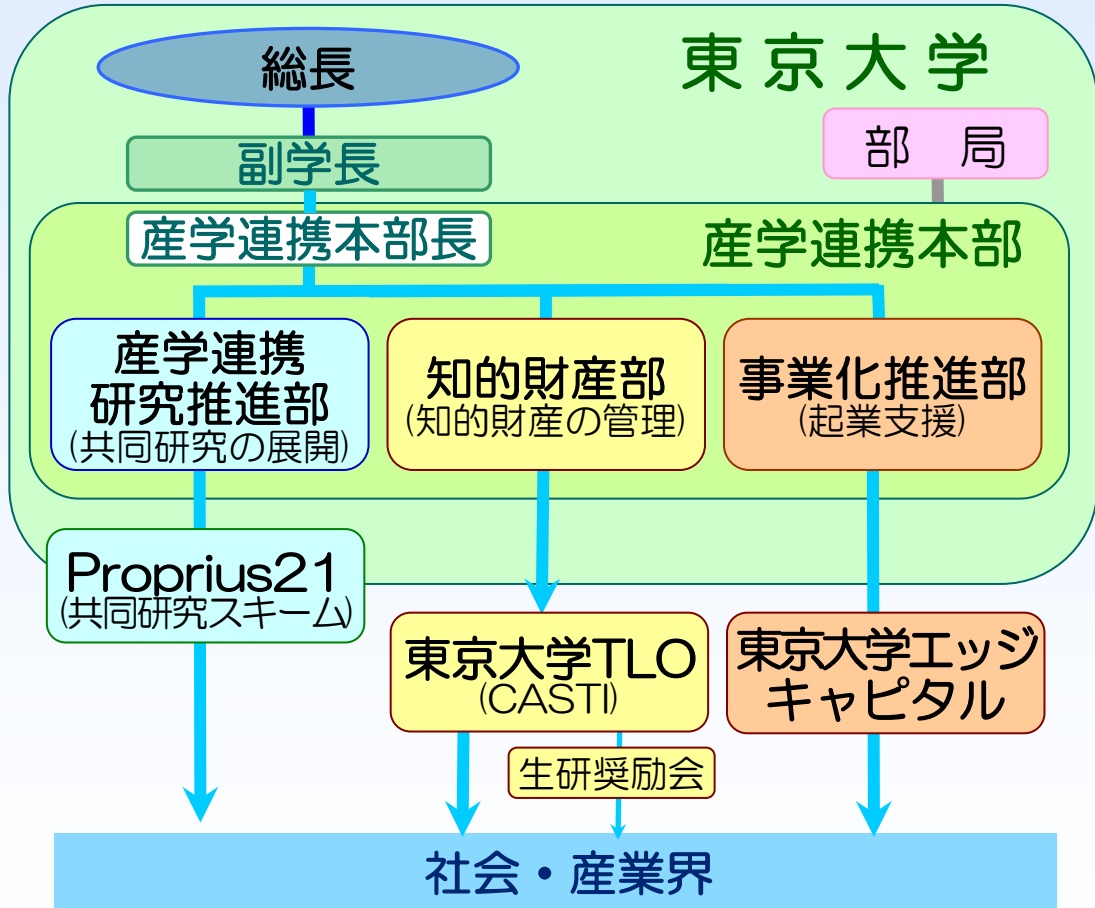 総長
東京大学
部 局
副学長
産学連携本部長
産学連携本部
産学連携
研究推進部
(共同研究の展開)
知的財産部
(知的財産の管理)
事業化推進部
(起業支援)
Proprius21
(共同研究スキーム)
東京大学TLO
(CASTI)
東京大学エッジ
キャピタル
生研奨励会
社会・産業界